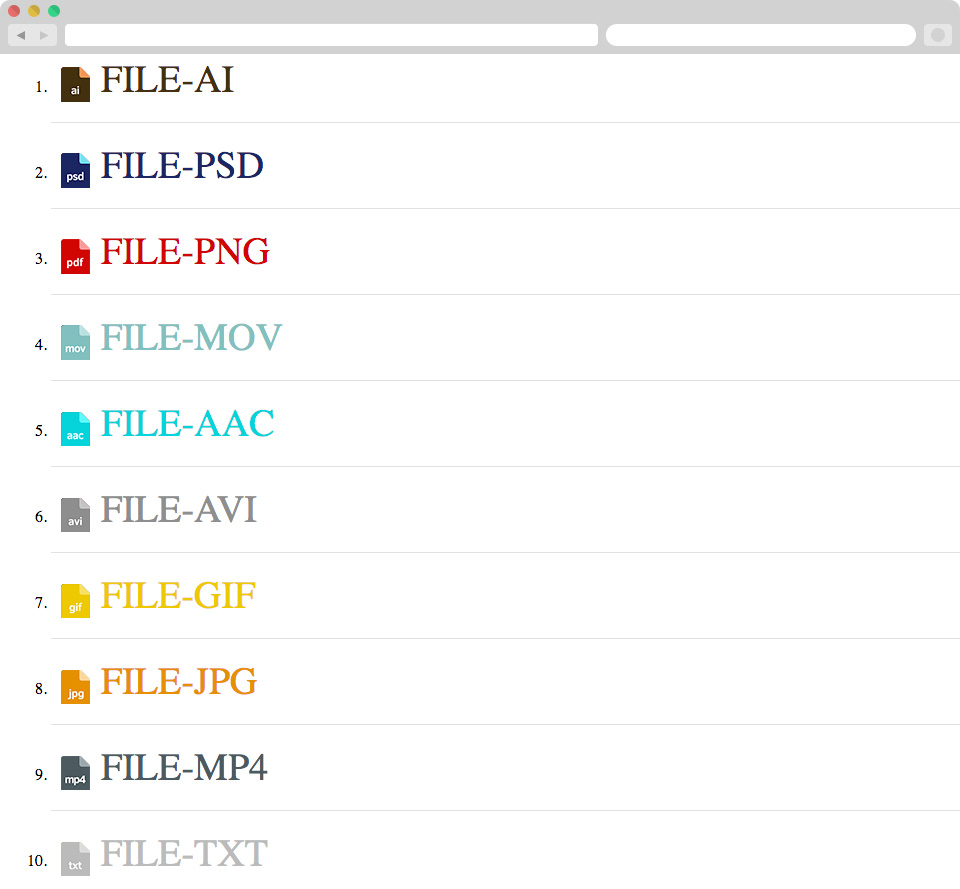 1. ai FILE-AI
2. psd FILE-PSD
3. pdf FILE-PNG
4. mov FILE-MOV
5. aac FILE-AAC
6. avi FILE-AVI
7. gif FILE-GIF
8. jpg FILE-JPG
9. mp4 FILE-MP4
10. txt FILE-TXT